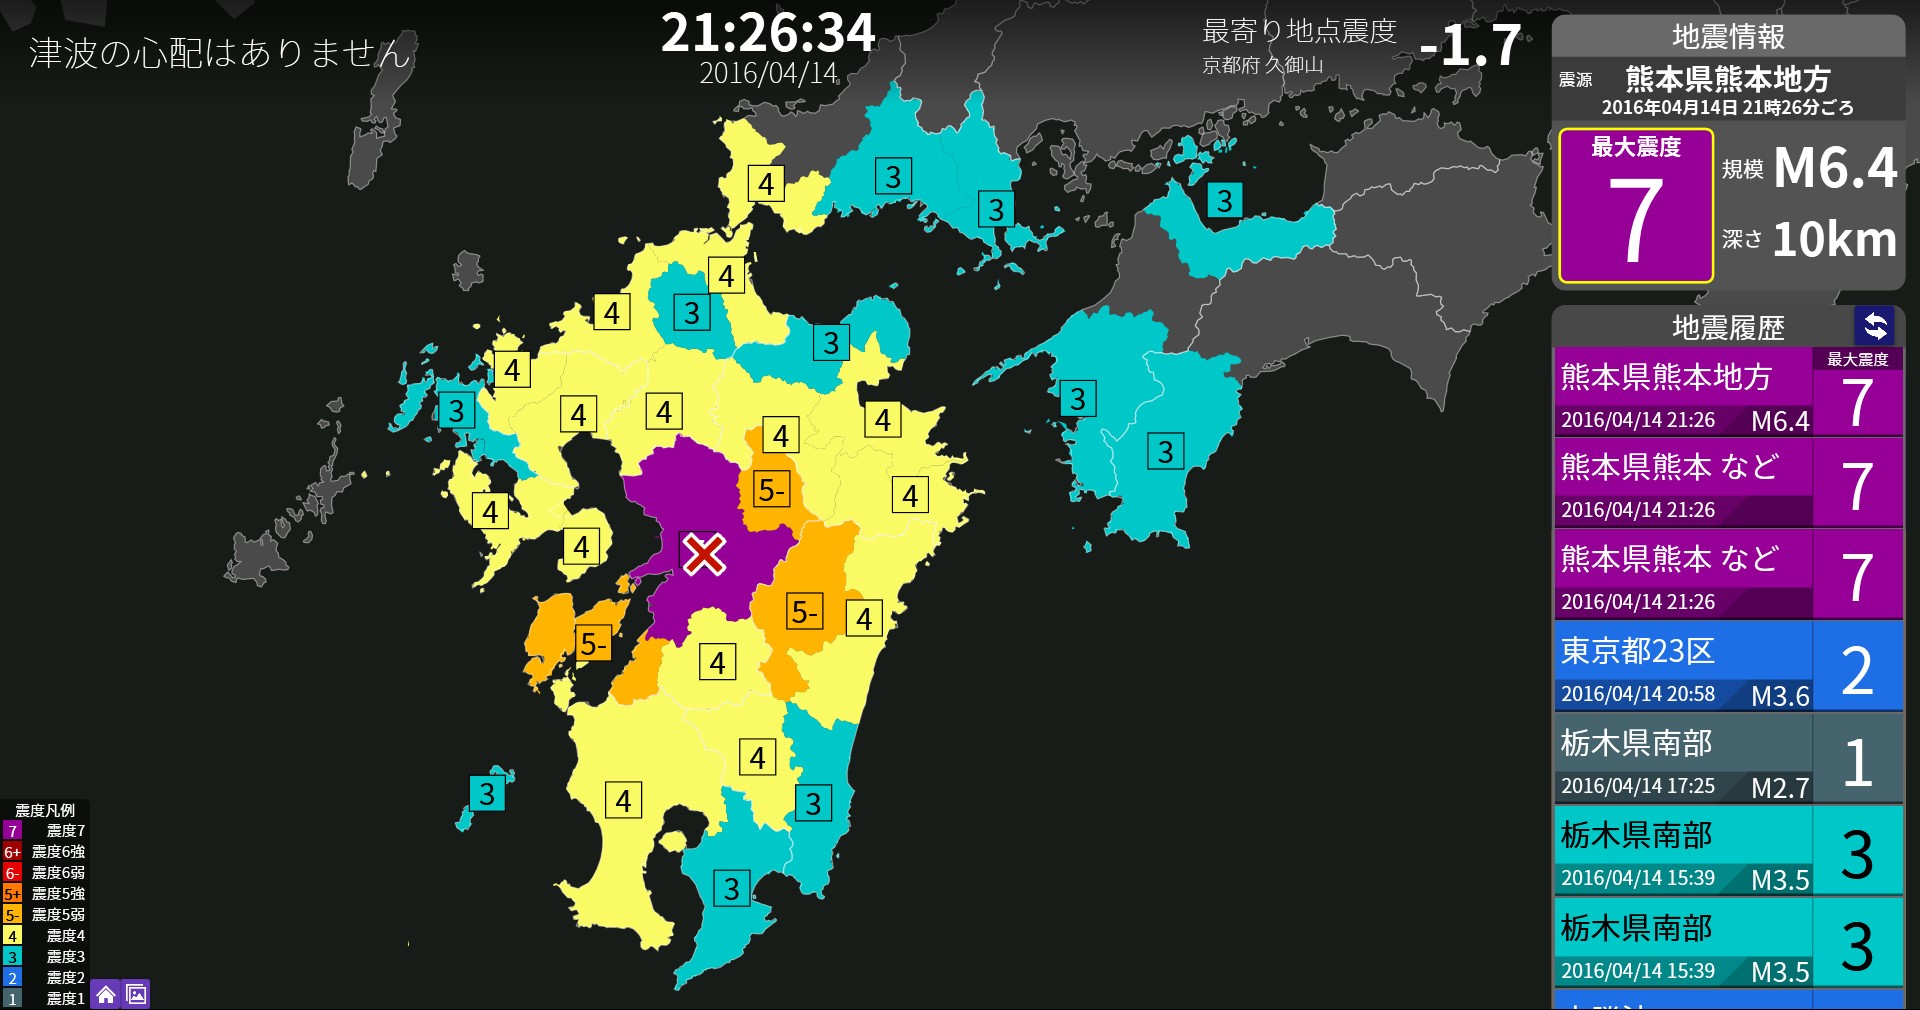 津波の心配はありません
21:26:34
2016/04/14
最寄り地点震度
京都府 久御山
-1.7
地震情報
震源
熊本県熊本地方
2016年04月14日 21時26分ごろ
最大震度
7
規模
M6.4
深さ
10km
地震履歴
最大震度
熊本県熊本地方
7
2016/04/14 21:26
M6.4
熊本県熊本 など
7
2016/04/14 21:26
熊本県熊本 など
7
2016/04/14 21:26
東京都23区
2
2016/04/14 20:58
M3.6
栃木県南部
1
2016/04/14 17:25
M2.7
栃木県南部
3
2016/04/14 15:39
M3.5
栃木県南部
3
2016/04/14 15:39
M3.5
4
3
3
3
4
4
3
3
4
3
3
4
4
4
4
3
5-
4
4
4
5-
4
5-
4
4
3
4
3
3
震度凡例
7 震度7
6+ 震度6強
6- 震度6弱
5+ 震度5強
5- 震度5弱
4 震度4
3 震度3
2 震度2
1 震度1